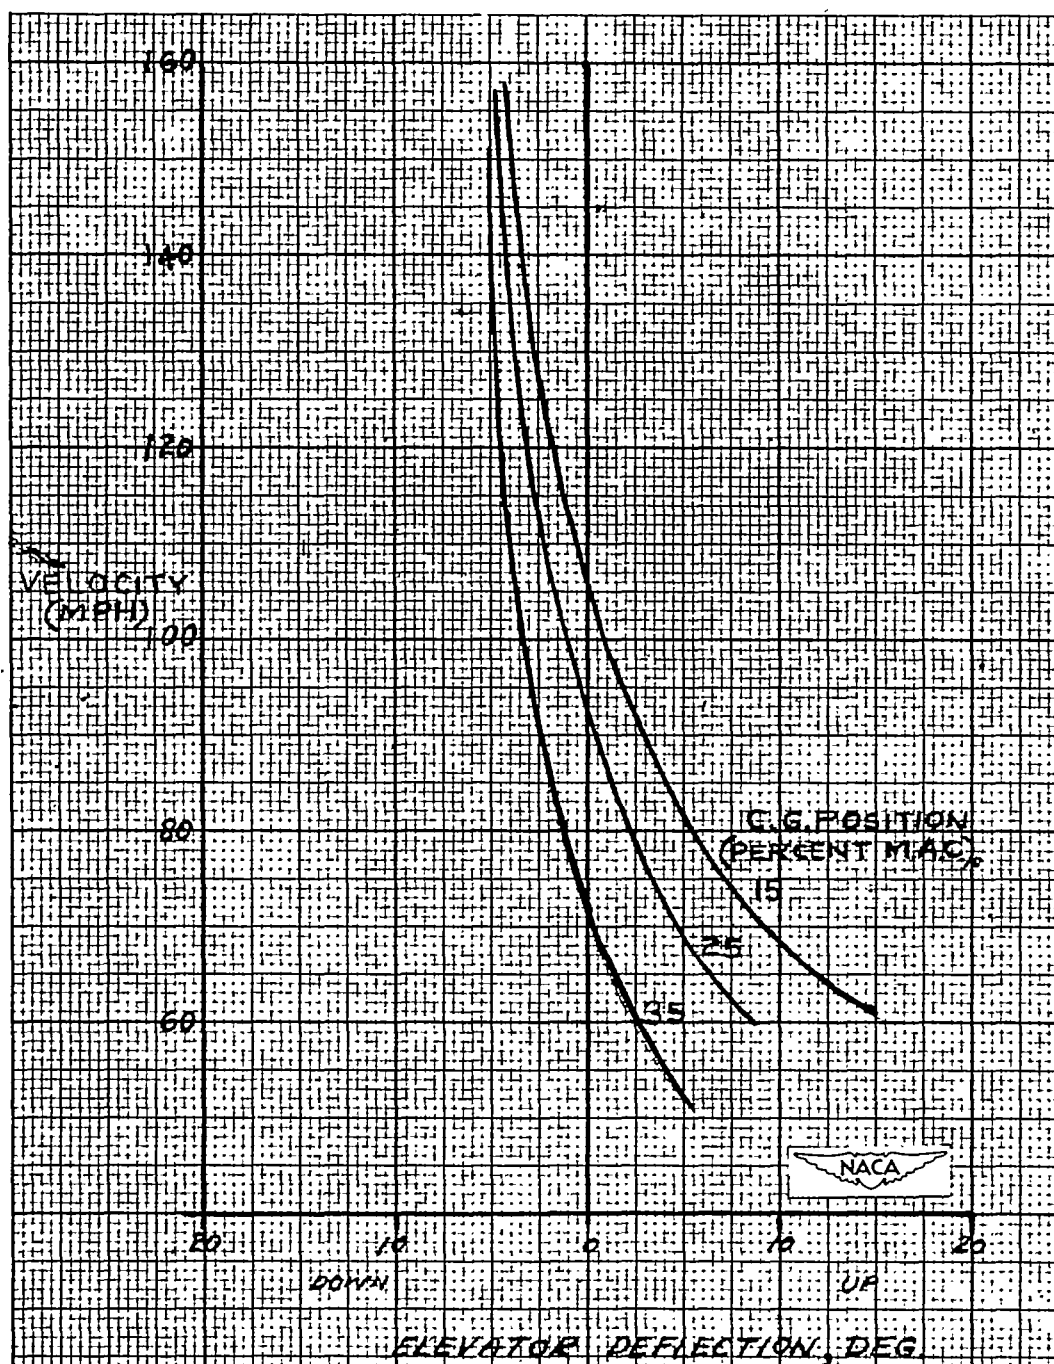 160
140
120
VELOCITY
(MPH)
100
80
C.G. POSITION
(PERCENT M.A.C.)
15
25
35
60
NACA
20 10 0 10 20
DOWN UP
ELEVATOR DEFLECTION, DEG.